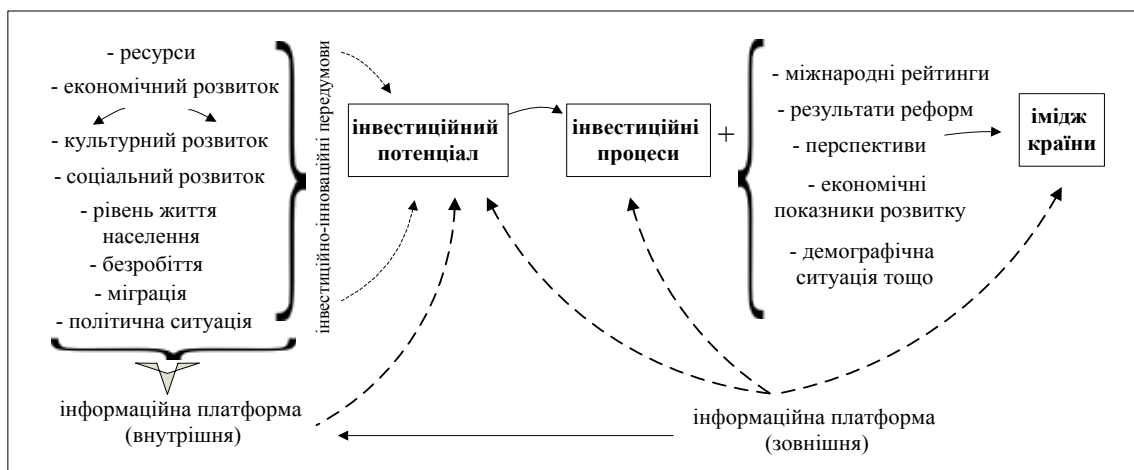 - ресурси
- економічний розвиток
- культурний розвиток
- соціальний розвиток
- рівень життя
населення
- безробіття
- міграція
- політична ситуація
інвестиційно-інноваційні передумови
інвестиційний
потенціал
інвестиційні
процеси
+
- міжнародні рейтинги
- результати реформ
- перспективи
- економічні
показники розвитку
- демографічна
ситуація тощо
імідж
країни
інформаційна платформа
(внутрішня)
інформаційна платформа
(зовнішня)